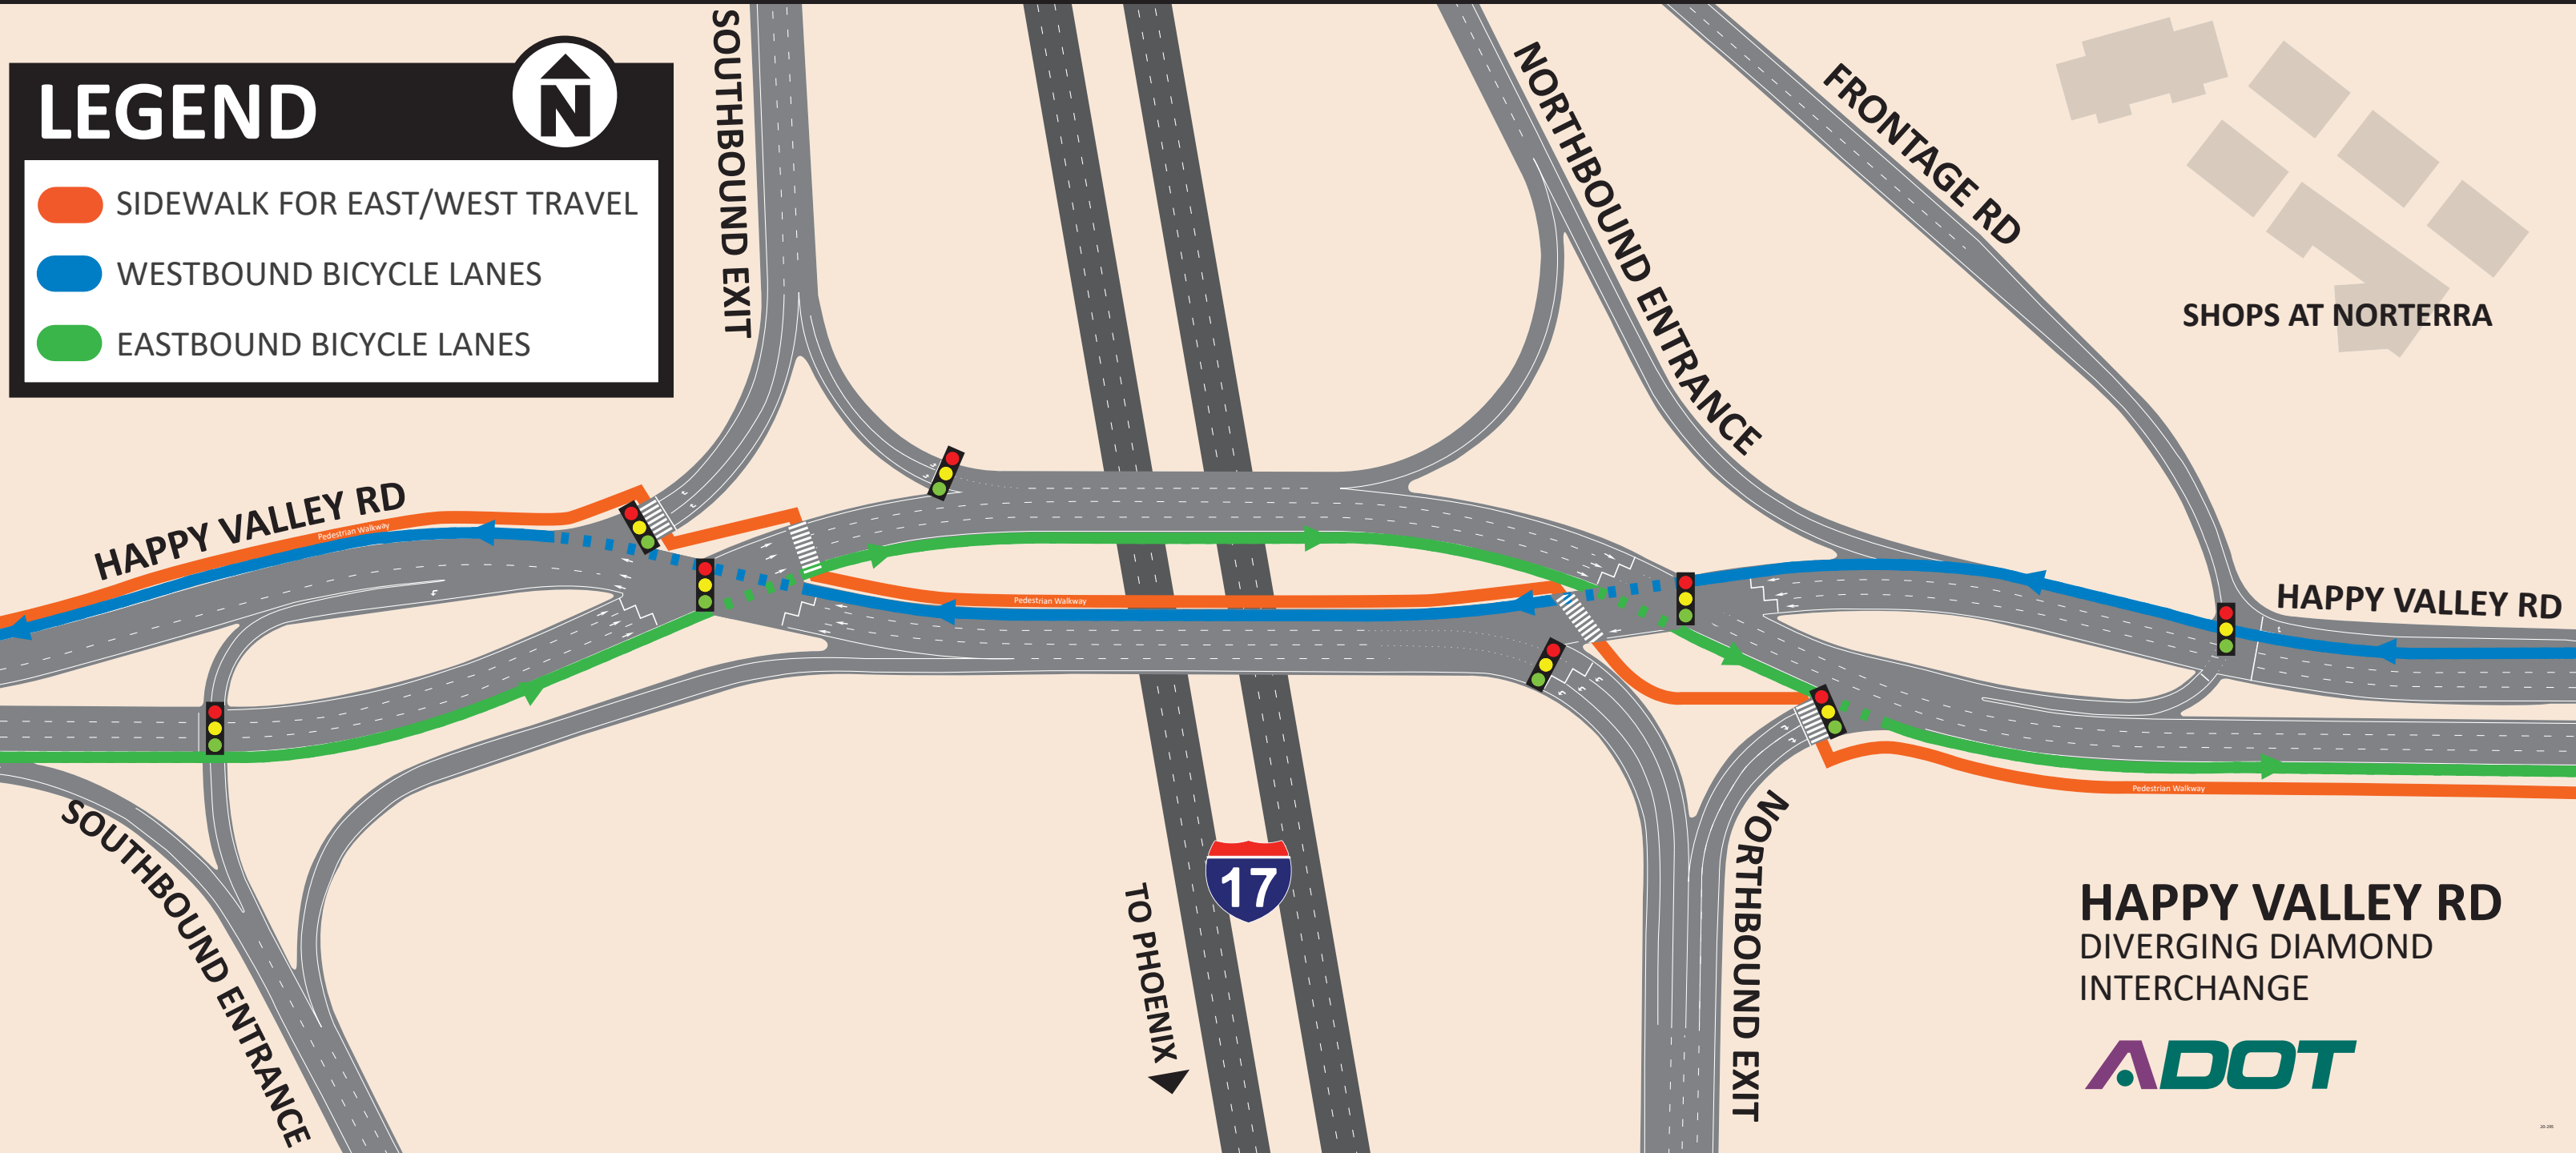 LEGEND
N
SIDEWALK FOR EAST/WEST TRAVEL
WESTBOUND BICYCLE LANES
EASTBOUND BICYCLE LANES
SOUTHBOUND EXIT
NORTHBOUND ENTRANCE
FRONTAGE RD
SHOPS AT NORTERRA
HAPPY VALLEY RD
Pedestrian Walkway
Pedestrian Walkway
HAPPY VALLEY RD
Pedestrian Walkway
SOUTHBOUND ENTRANCE
TO PHOENIX
17
NORTHBOUND EXIT
HAPPY VALLEY RD
DIVERGING DIAMOND
INTERCHANGE
ADOT